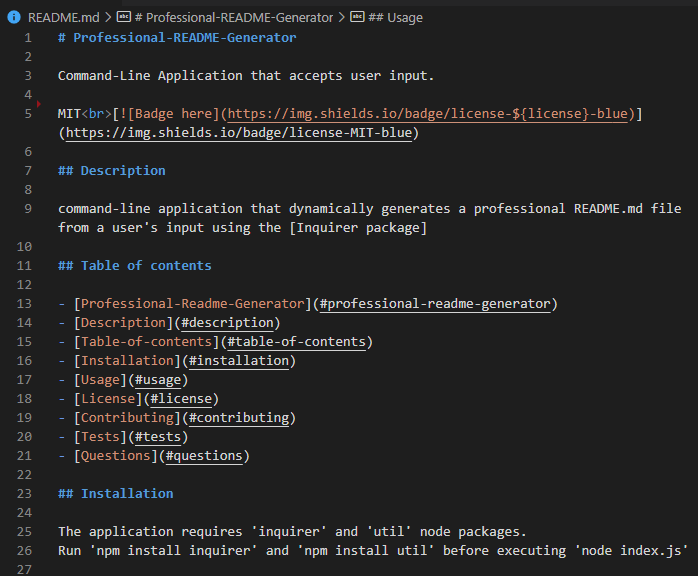 README.md > # Professional-README-Generator > ## Usage
1 # Professional-README-Generator
2
3 Command-Line Application that accepts user input.
4
5 MIT<br>[![Badge here](https://img.shields.io/badge/license-${license}-blue)]
(https://img.shields.io/badge/license-MIT-blue)
6
7 ## Description
8
9 command-line application that dynamically generates a professional README.md file
from a user's input using the [Inquirer package]
10
11 ## Table of contents
12
13 - [Professional-Readme-Generator](#professional-readme-generator)
14 - [Description](#description)
15 - [Table-of-contents](#table-of-contents)
16 - [Installation](#installation)
17 - [Usage](#usage)
18 - [License](#license)
19 - [Contributing](#contributing)
20 - [Tests](#tests)
21 - [Questions](#questions)
22
23 ## Installation
24
25 The application requires 'inquirer' and 'util' node packages.
26 Run 'npm install inquirer' and 'npm install util' before executing 'node index.js'
27